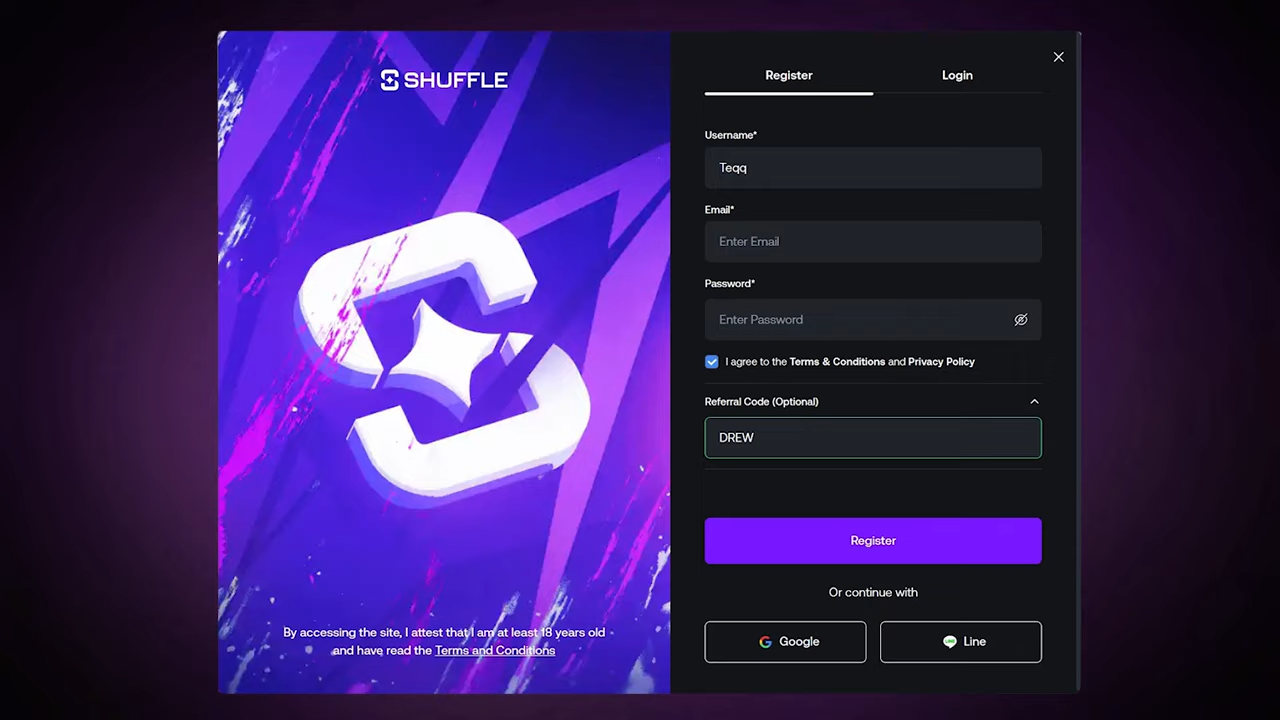 SHUFFLE
By accessing the site, I attest that I am at least 18 years old
and have read the Terms and Conditions
Register
Login
Username*
Teqq
Email*
Enter Email
Password*
Enter Password
I agree to the Terms & Conditions and Privacy Policy
Referral Code (Optional)
DREW
Register
Or continue with
Google
LINE
Line